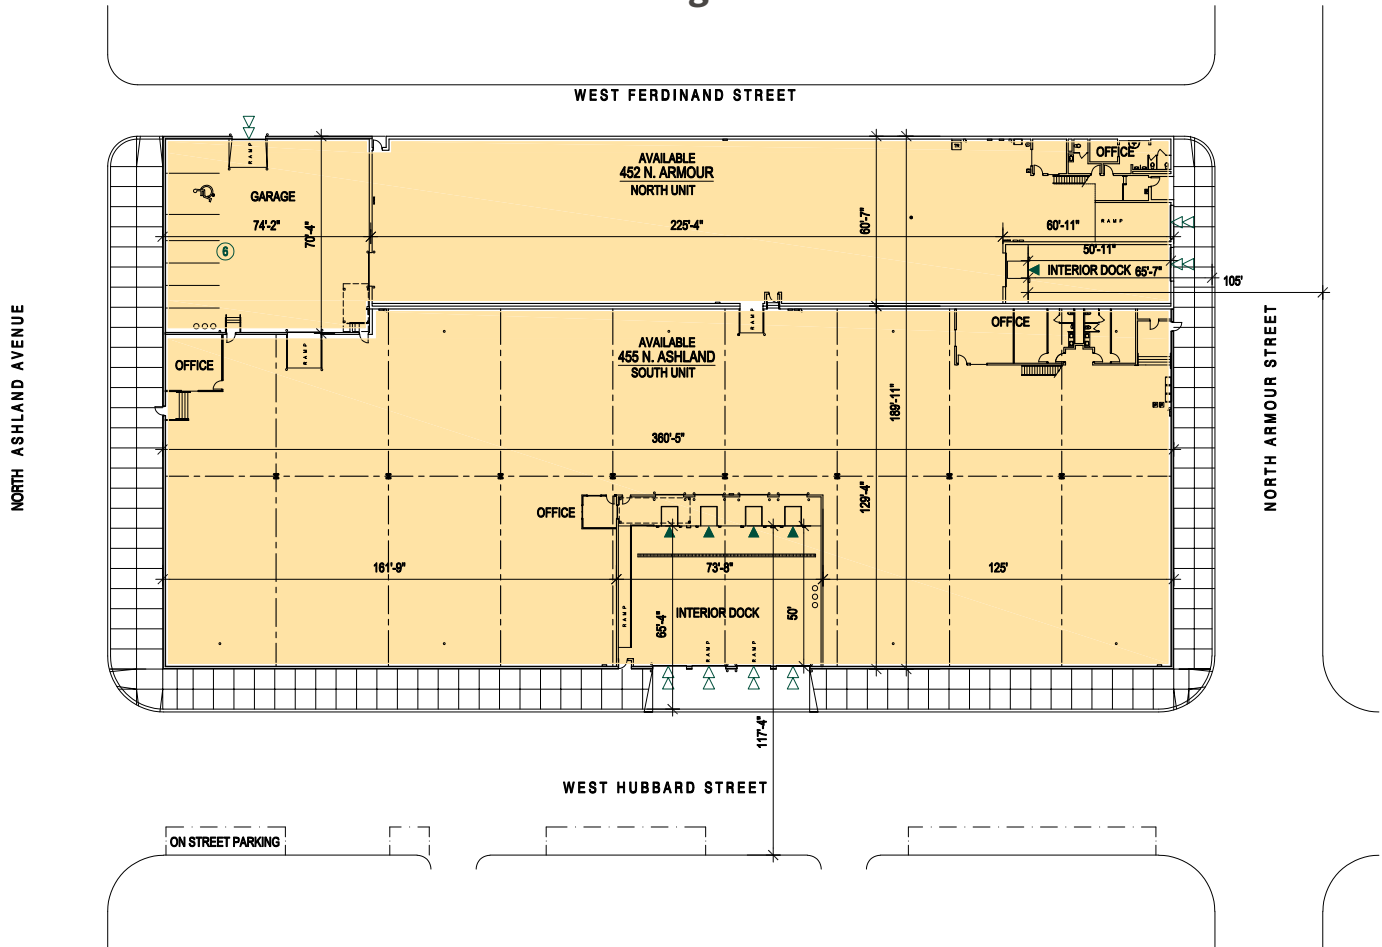 WEST FERDINAND STREET
RAMP
AVAILABLE
452 N. ARMOUR
NORTH UNIT
OFFICE
GARAGE
74'-2"
70'-4"
225'-4"
60'-7"
60'-11"
RAMP
6
50'-11"
INTERIOR DOCK 65'-7"
105'
NORTH ASHLAND AVENUE
NORTH ARMOUR STREET
RAMP
OFFICE
AVAILABLE
455 N. ASHLAND
SOUTH UNIT
OFFICE
RAMP
189'-11"
360'-5"
129'-4"
OFFICE
161'-9"
73'-8"
125'
RAMP
65'-4"
INTERIOR DOCK
50'
RAMP
RAMP
117'-4"
WEST HUBBARD STREET
ON STREET PARKING